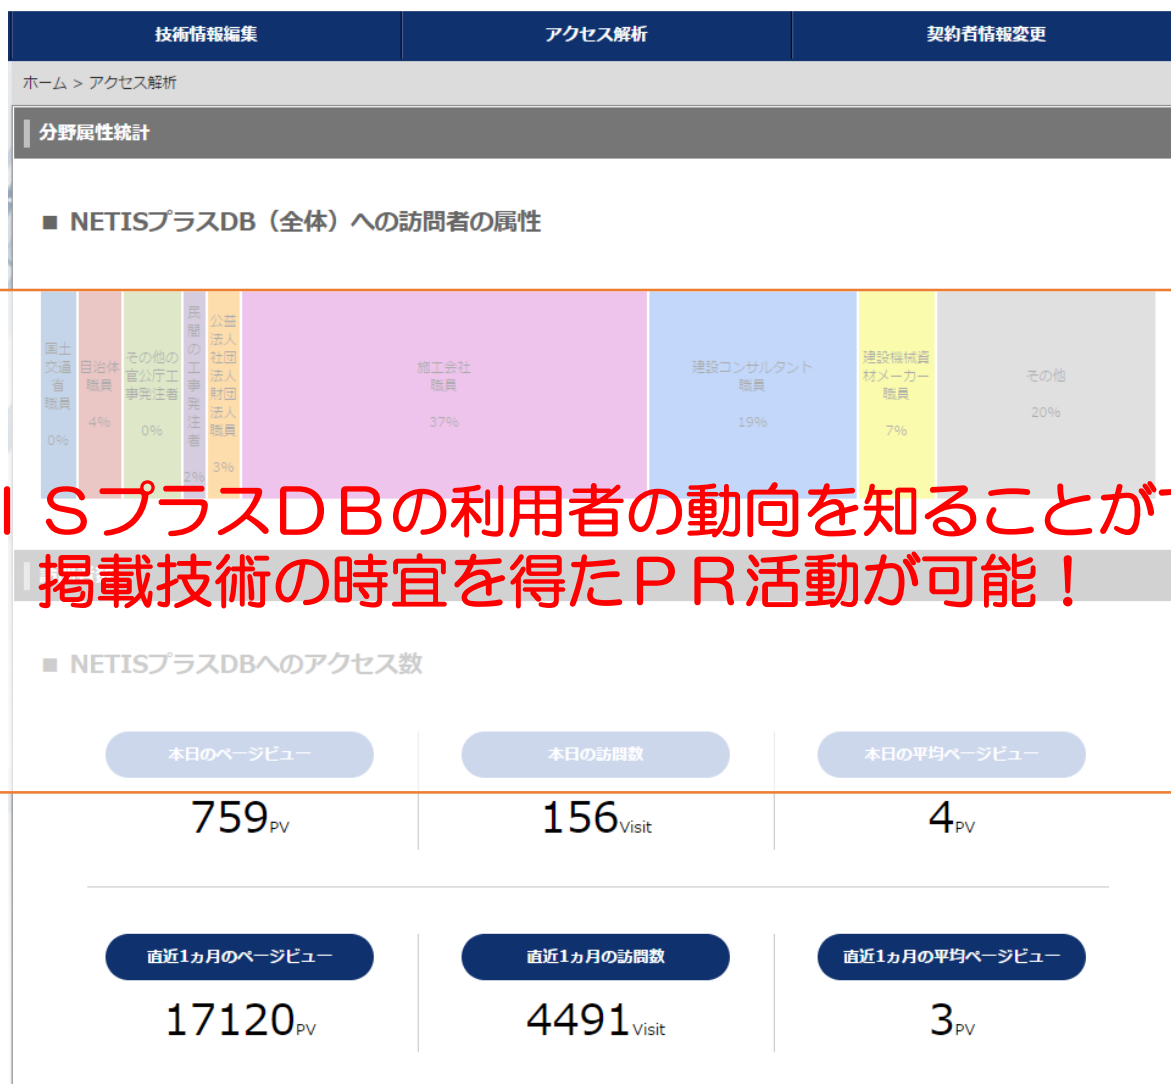 技術情報編集
アクセス解析
契約者情報変更
ホーム > アクセス解析
分野属性統計
■ NETISプラスDB（全体）への訪問者の属性
国土
交通
省
職員
0%
自治体
職員
4%
その他の
官公庁工
事発注者
0%
民
間
の
工
事
発
注
者
2%
公益
法人
社団
法人
財団
法人
職員
3%
施工会社
職員
37%
建設コンサルタント
職員
19%
建設機械資
材メーカー
職員
7%
その他
20%
ＳプラスＤＢの利用者の動向を知ることが
掲載技術の時宜を得たＰＲ活動が可能！
■ NETISプラスDBへのアクセス数
本日のページビュー
本日の訪問数
本日の平均ページビュー
759PV
156Visit
4PV
直近1ヵ月のページビュー
直近1ヵ月の訪問数
直近1ヵ月の平均ページビュー
17120PV
4491Visit
3PV